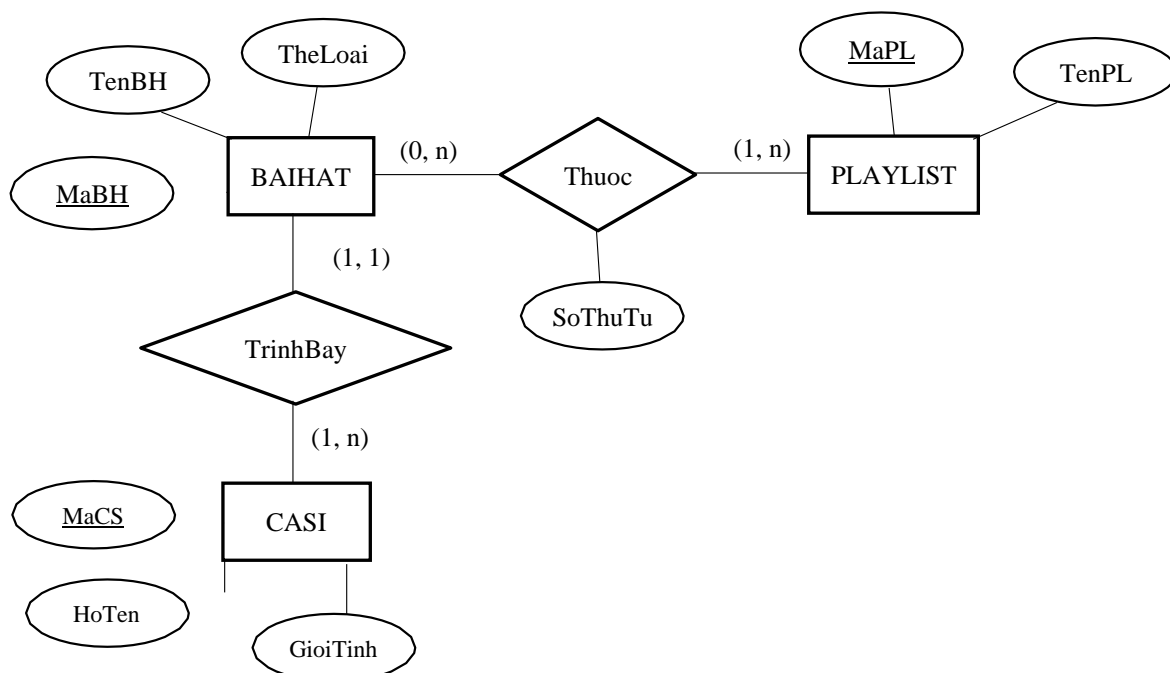 TheLoai
TenBH
MaPL
TenPL
(0, n)
(1, n)
BAIHAT
Thuoc
PLAYLIST
MaBH
(1, 1)
SoThuTu
TrinhBay
(1, n)
MaCS
CASI
HoTen
GioiTinh